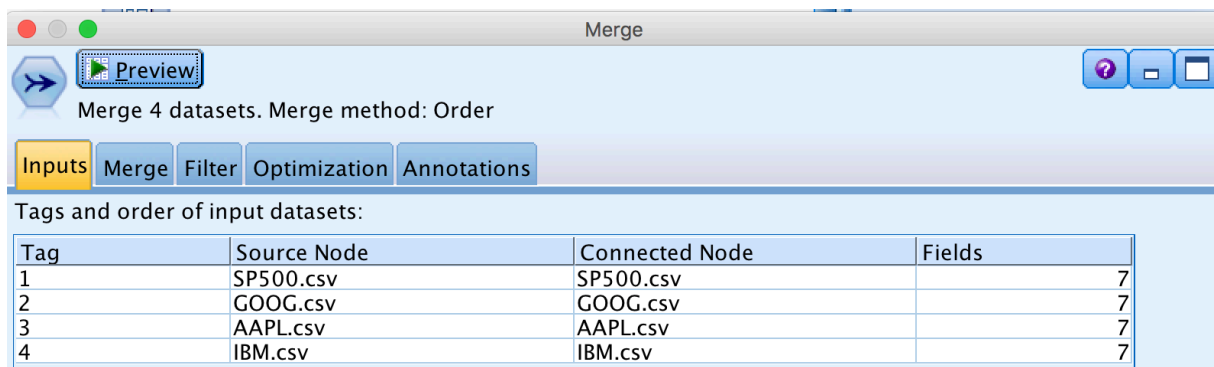 Merge
Preview
?
Merge 4 datasets. Merge method: Order
Inputs Merge Filter Optimization Annotations
Tags and order of input datasets:
Tag Source Node Connected Node Fields
1 SP500.csv SP500.csv 7
2 GOOG.csv GOOG.csv 7
3 AAPL.csv AAPL.csv 7
4 IBM.csv IBM.csv 7